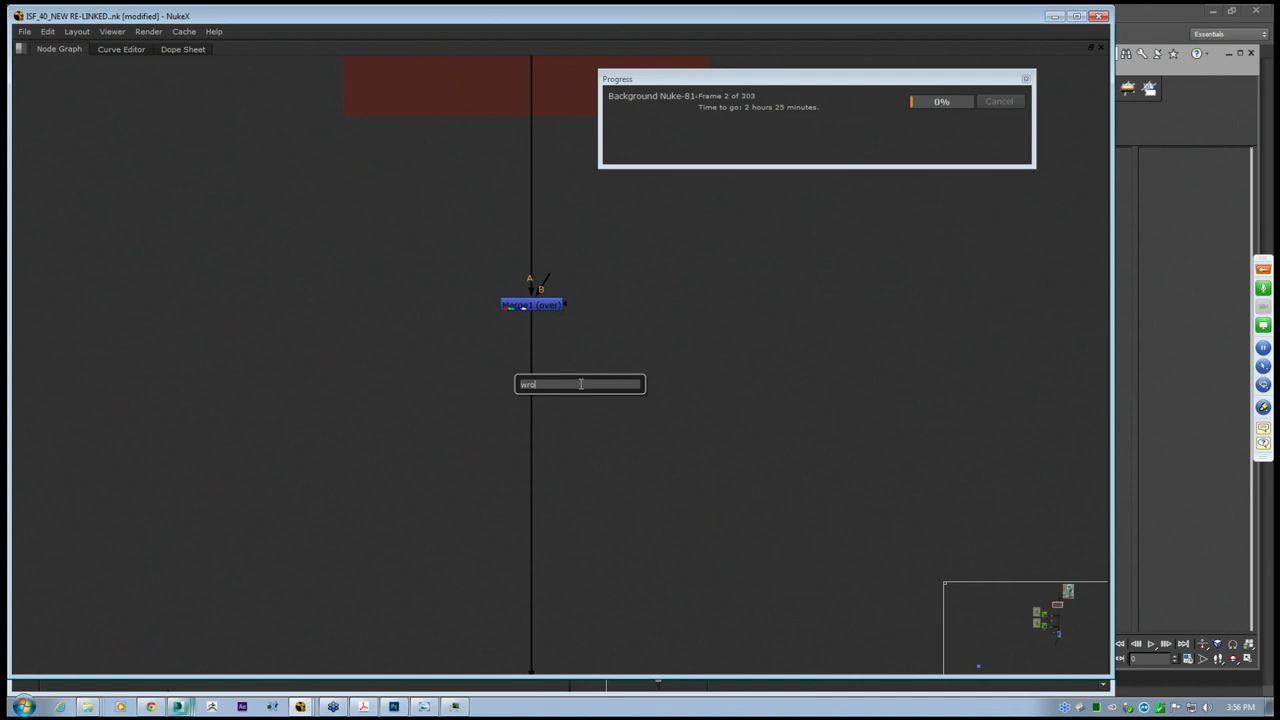 ISF_40_NEW RE-LINKED..nk [modified] - NukeX
Essentials
File Edit Layout Viewer Render Cache Help
Node Graph Curve Editor Dope Sheet
Progress
Background Nuke-81‹ Frame 2 of 303
0%
Cancel
Time to go: 2 hours 25 minutes.
A
B
Merge1 (over)
wro
0
3:56 PM